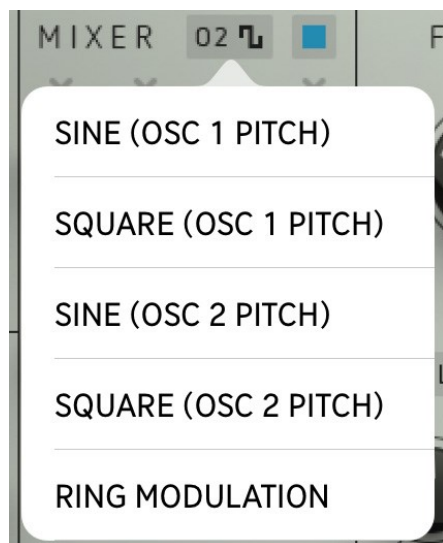 MIXER 02
SINE (OSC 1 PITCH)
SQUARE (OSC 1 PITCH)
SINE (OSC 2 PITCH)
SQUARE (OSC 2 PITCH)
RING MODULATION